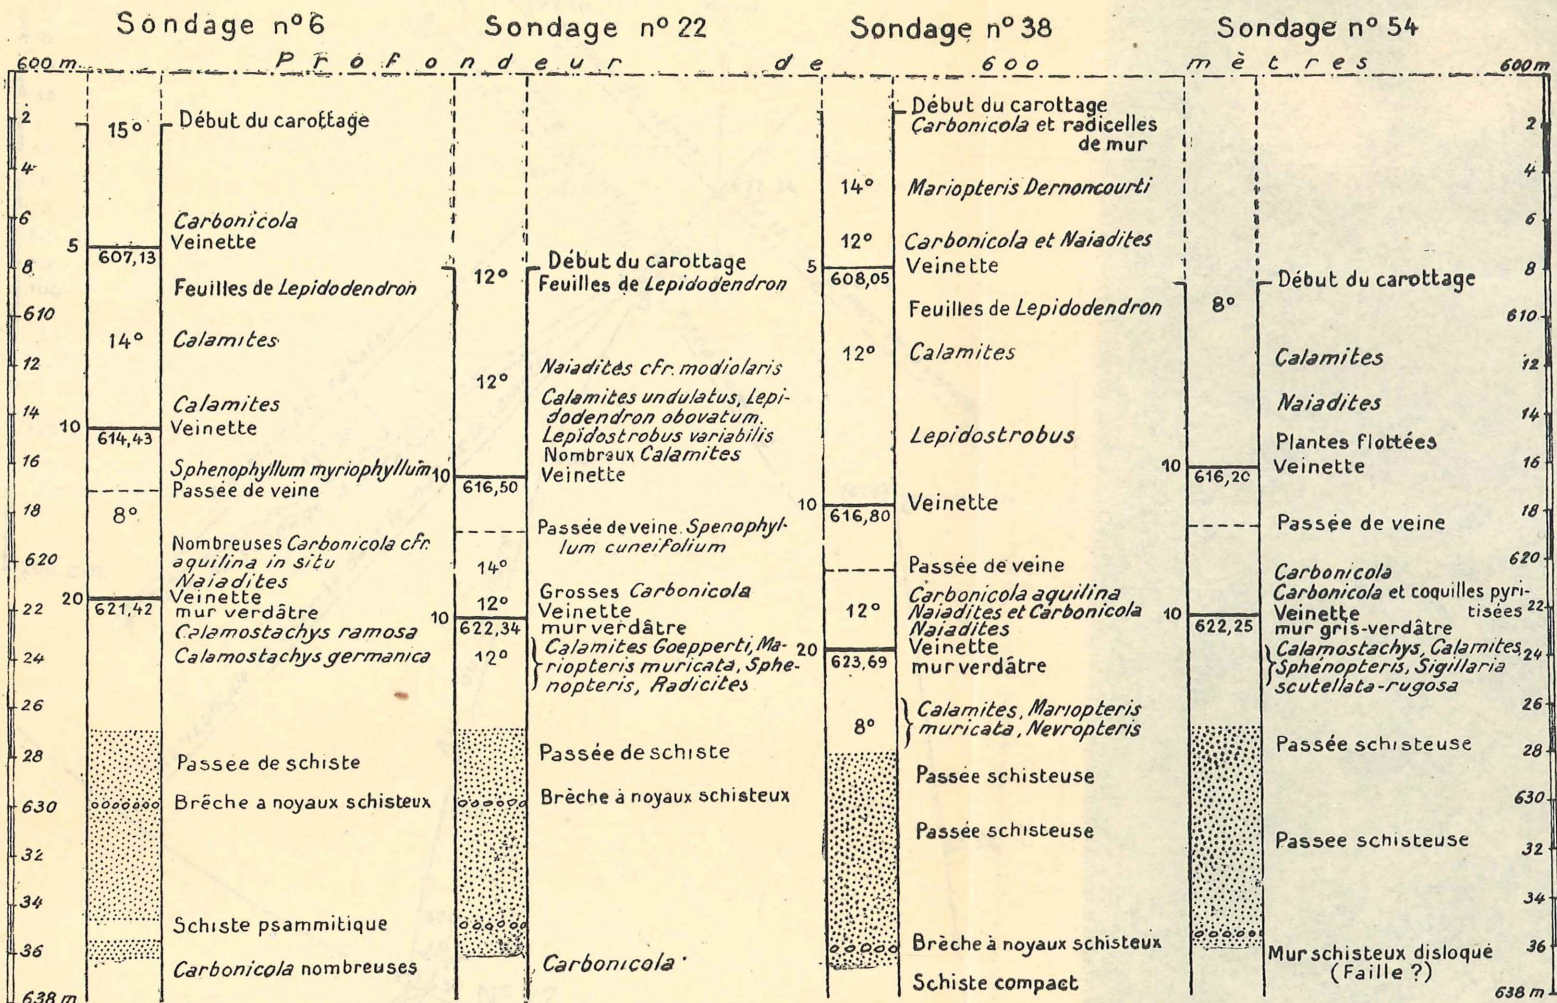 Sondage n° 6
Sondage n° 22
Sondage n° 38
Sondage n° 54
600 m
Profondeur de 600 mètres
600 m
2
4
6
8
610
12
14
16
18
620
22
24
26
28
630
32
34
36
638 m
15°
Début du carottage
Carbonicola
5
Veinette
607,13
Feuilles de Lepidodendron
14°
Calamites
Calamites
10
Veinette
614,43
Sphenophyllum myriophyllum
Passée de veine
8°
Nombreuses Carbonicola cfr.
aquilina in situ
Naiadites
20
Veinette
621,42
mur verdâtre
Calamostachys ramosa
Calamostachys germanica
Passée de schiste
Brêche à noyaux schisteux
Schiste psammitique
Carbonicola nombreuses
12°
Début du carottage
Feuilles de Lepidodendron
12°
Naiadites cfr. modiolaris
Calamites undulatus, Lepi-
dodendron obovatum.
Lepidostrobus variabilis
Nombraux Calamites
10
Veinette
616,50
Passée de veine. Spenophyl-
lum cuneifolium
14°
12°
Grosses Carbonicola
Veinette
10
622,34
mur verdâtre
12°
Calamites Goepperti, Ma-
riopteris muricata, Sphe-
nopteris, Radicites
Passée de schiste
Brèche à noyaux schisteux
Carbonicola
Début du carottage
Carbonicola et radicelles
de mur
14°
Mariopteris Dernoncourti
12°
Carbonicola et Naiadites
5
Veinette
608,05
Feuilles de Lepidodendron
12°
Calamites
Lepidostrobus
10
Veinette
616,80
Passée de veine
Carbonicola aquilina
12°
Naiadites et Carbonicola
Naiadites
20
Veinette
623,69
mur verdâtre
8°
Calamites, Mariopteris
muricata, Nevropteris
Passée schisteuse
Passée schisteuse
Brèche à noyaux schisteux
Schiste compact
Début du carottage
8°
Calamites
Naiadites
Plantes flottées
10
Veinette
616,20
Passée de veine
Carbonicola
Carbonicola et coquilles pyri-
tisées
10
Veinette
622,25
mur gris-verdâtre
Calamostachys, Calamites,
Sphénopteris, Sigillaria
scutellata-rugosa
Passée schisteuse
Passée schisteuse
Mur schisteux disloqué
(Faille ?)
2
4
6
8
610
12
14
16
18
620
22
24
26
28
630
32
34
36
638 m